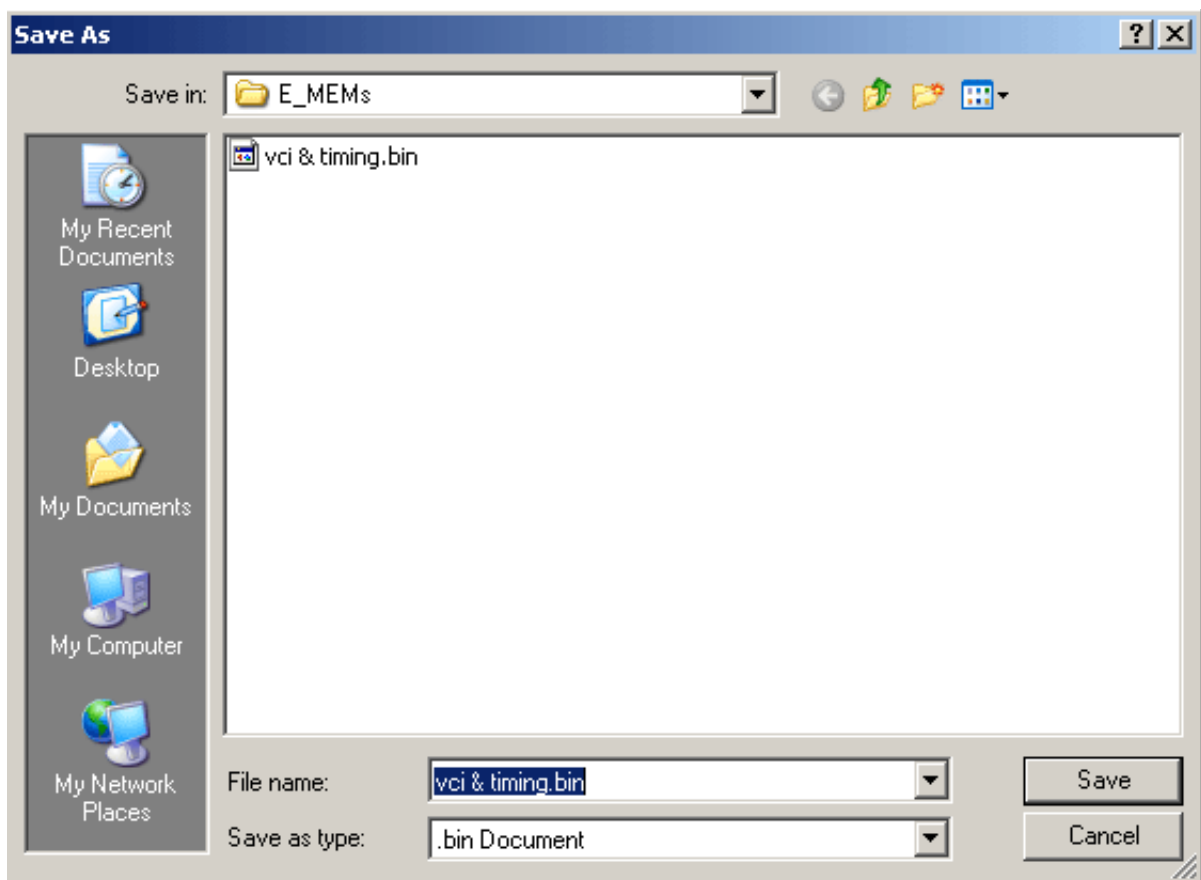 Save As
Save in:
E_MEMs
vci & timing.bin
My Recent
Documents
Desktop
My Documents
My Computer
My Network
Places
File name:
vci & timing.bin
Save
Save as type:
.bin Document
Cancel